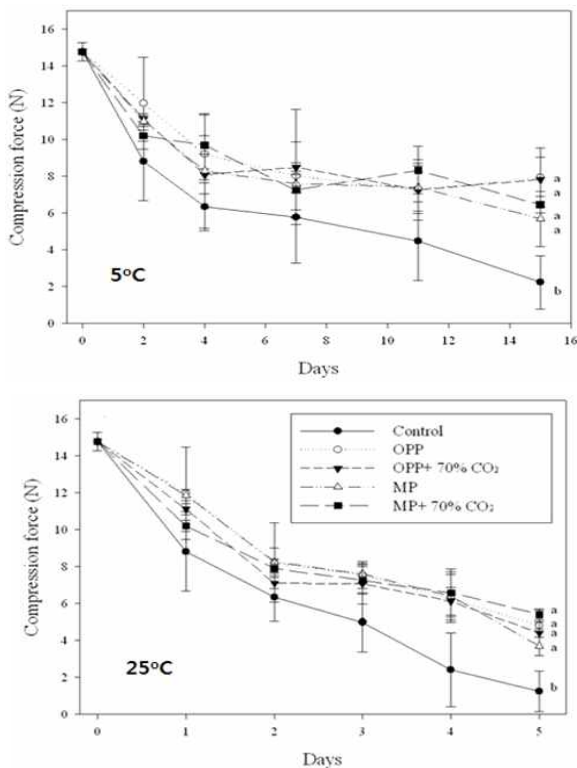 16
14
12
10
8
6
4
2
0
Compression force (N)
a
a
a
a
b
5°C
0 2 4 6 8 10 12 14 16
Days
16
14
12
10
8
6
4
2
0
Compression force (N)
Control
OPP
OPP+ 70% CO₂
MP
MP+ 70% CO₂
a
a
a
a
b
25°C
0 1 2 3 4 5
Days